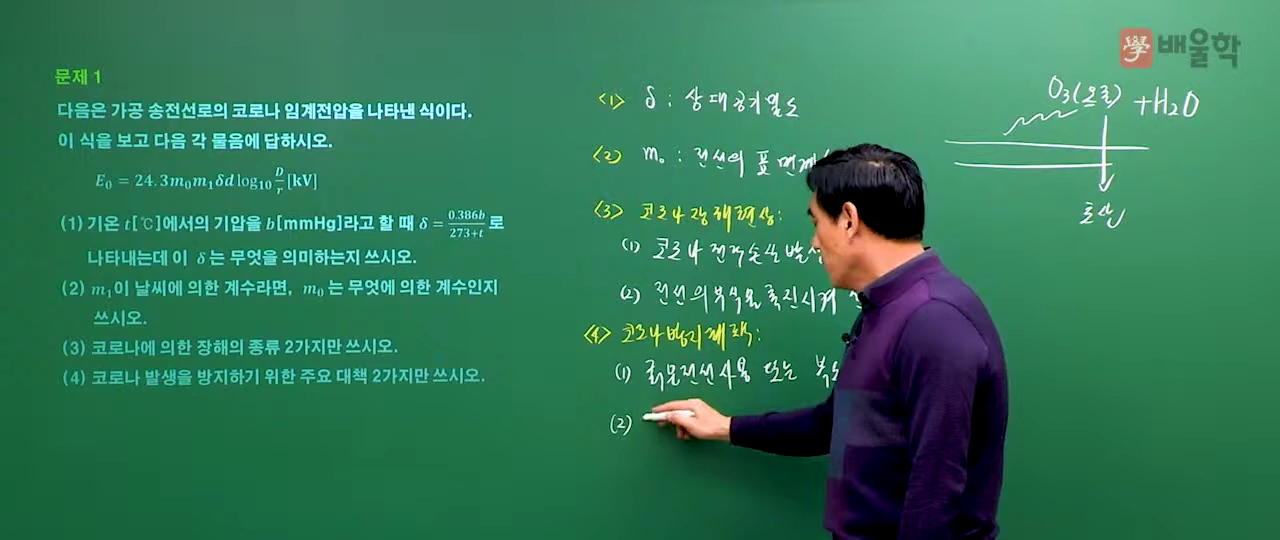 學 배울학
문제 1
다음은 가공 송전선로의 코로나 임계전압을 나타낸 식이다.
이 식을 보고 다음 각 물음에 답하시오.
E₀ = 24.3m₀m₁δd log₁₀ D/r [kV]
(1) 기온 t[℃]에서의 기압을 b[mmHg]라고 할 때 δ = 0.386b/273+t 로
나타내는데 이 δ는 무엇을 의미하는지 쓰시오.
(2) m₁이 날씨에 의한 계수라면, m₀는 무엇에 의한 계수인지
쓰시오.
(3) 코로나에 의한 장해의 종류 2가지만 쓰시오.
(4) 코로나 발생을 방지하기 위한 주요 대책 2가지만 쓰시오.
<1> δ : 상대공기밀도
<2> m₀ : 전선의 표면계
<3> 코로나장해현상:
(1) 코로나 전력손실발생
(2) 전선의부식을촉진시켜
<4> 코로나방지대책:
(1) 굵은전선사용 또는 복도
(2)
O₃(오존) +H₂O
초산